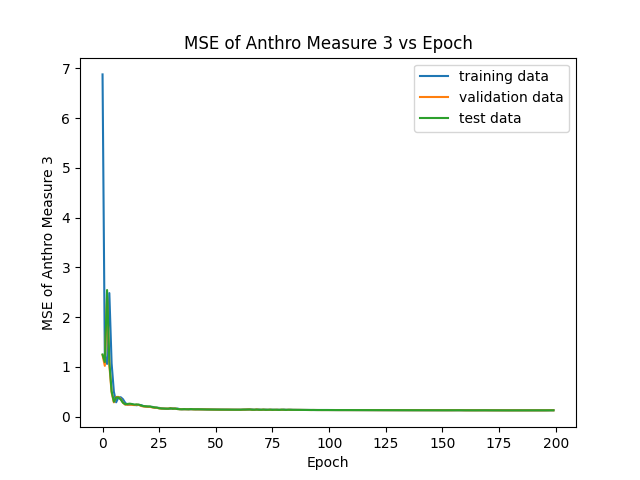 MSE of Anthro Measure 3 vs Epoch
training data
validation data
test data
MSE of Anthro Measure 3
7
6
5
4
3
2
1
0
0
25
50
75
100
125
150
175
200
Epoch